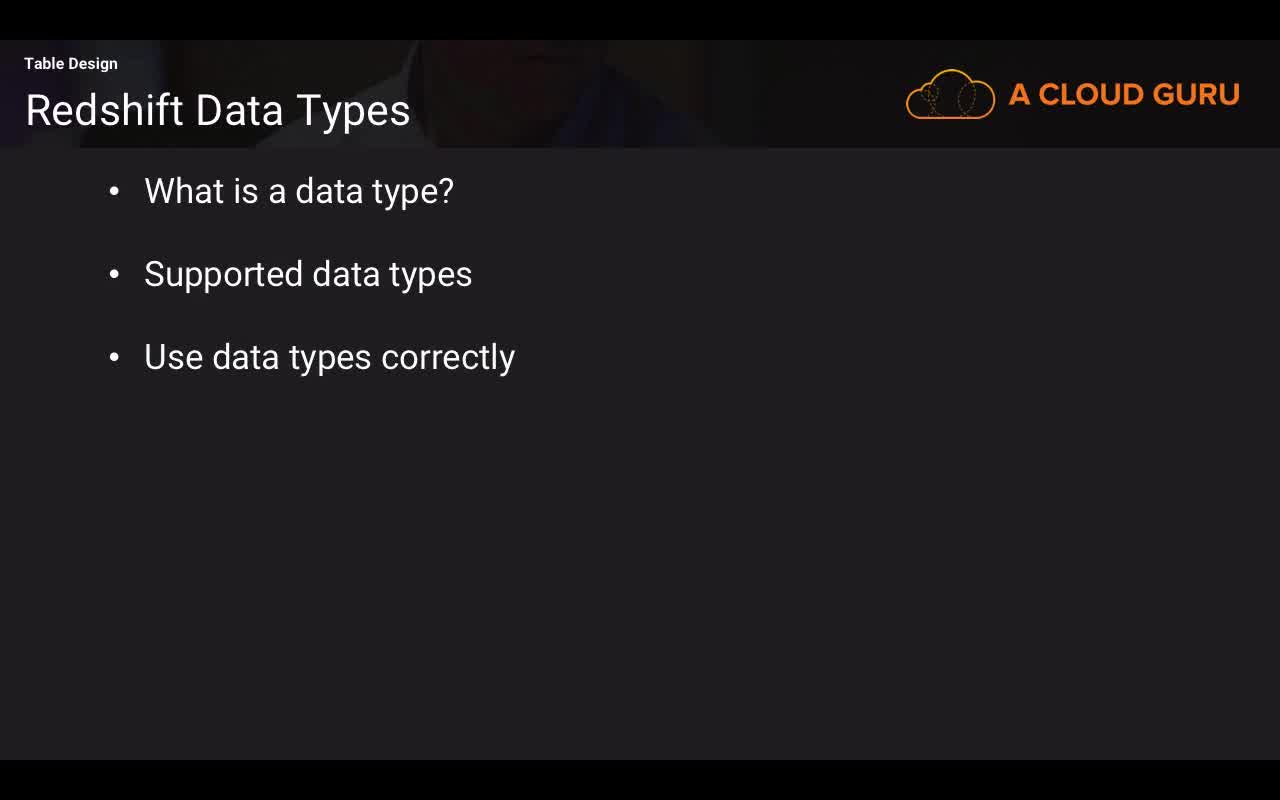 Table Design
Redshift Data Types
A CLOUD GURU
• What is a data type?
• Supported data types
• Use data types correctly